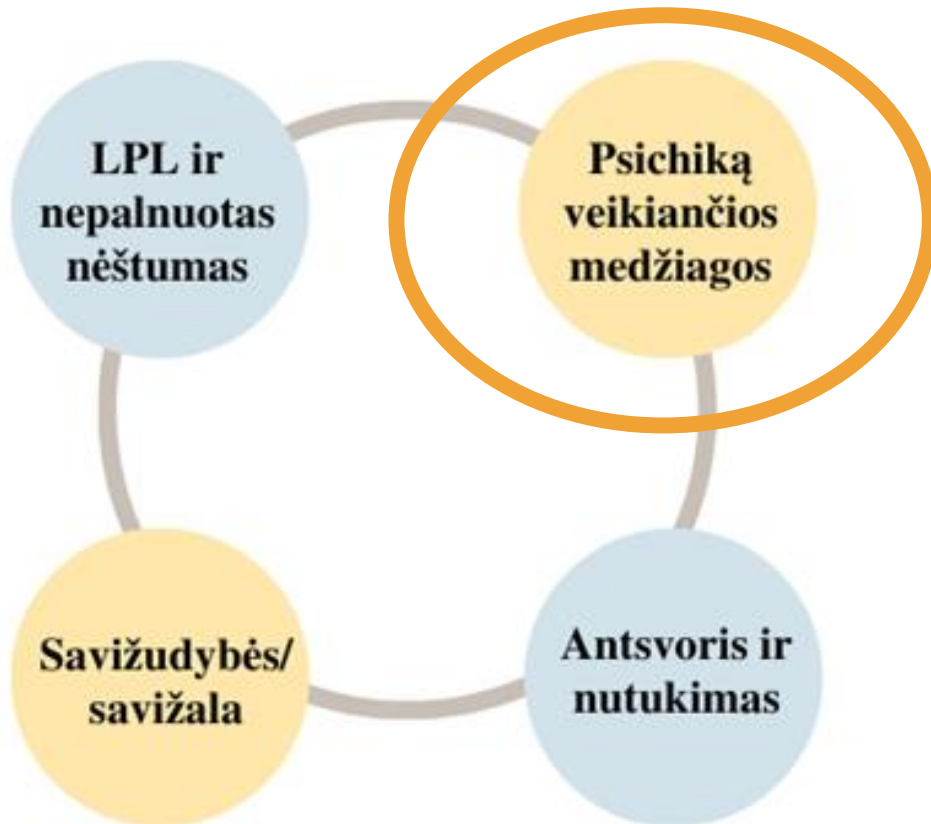 LPL ir
nepalnuotas
nėštumas
Psichiką
veikiančios
medžiagos
Savižudybės/
savižala
Antsvoris ir
nutukimas